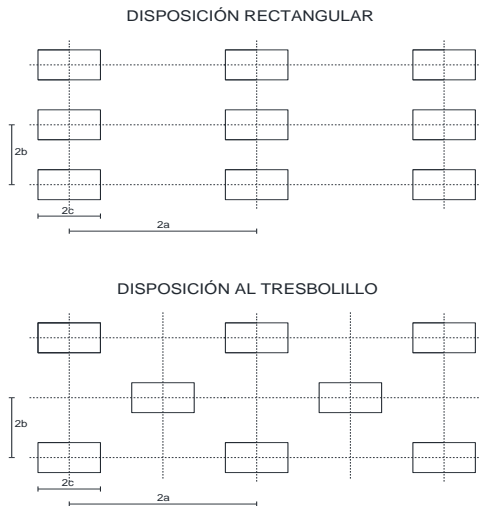 DISPOSICIÓN RECTANGULAR
2b
2c
2a
DISPOSICIÓN AL TRESBOLILLO
2b
2c
2a